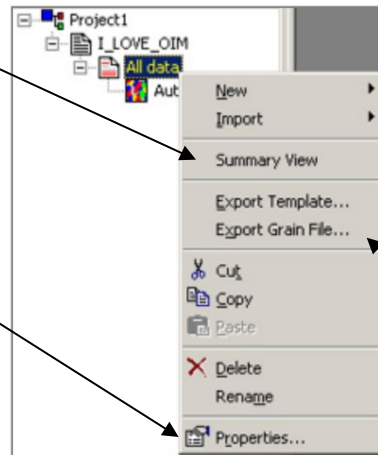 Project1
I_LOVE_OIM
All data
Aut
New
Import
Summary View
Export Template...
Export Grain File...
Cut
Copy
Paste
Delete
Rename
Properties...